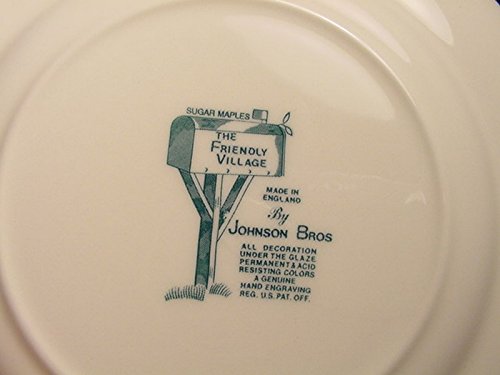 SUGAR MAPLES
THE
FRIENDLY
VILLAGE
MADE IN
ENGLAND
By
JOHNSON BROS
ALL DECORATION
UNDER THE GLAZE
PERMANENT & ACID
RESISTING COLORS
A GENUINE
HAND ENGRAVING
REG. U.S. PAT. OFF.